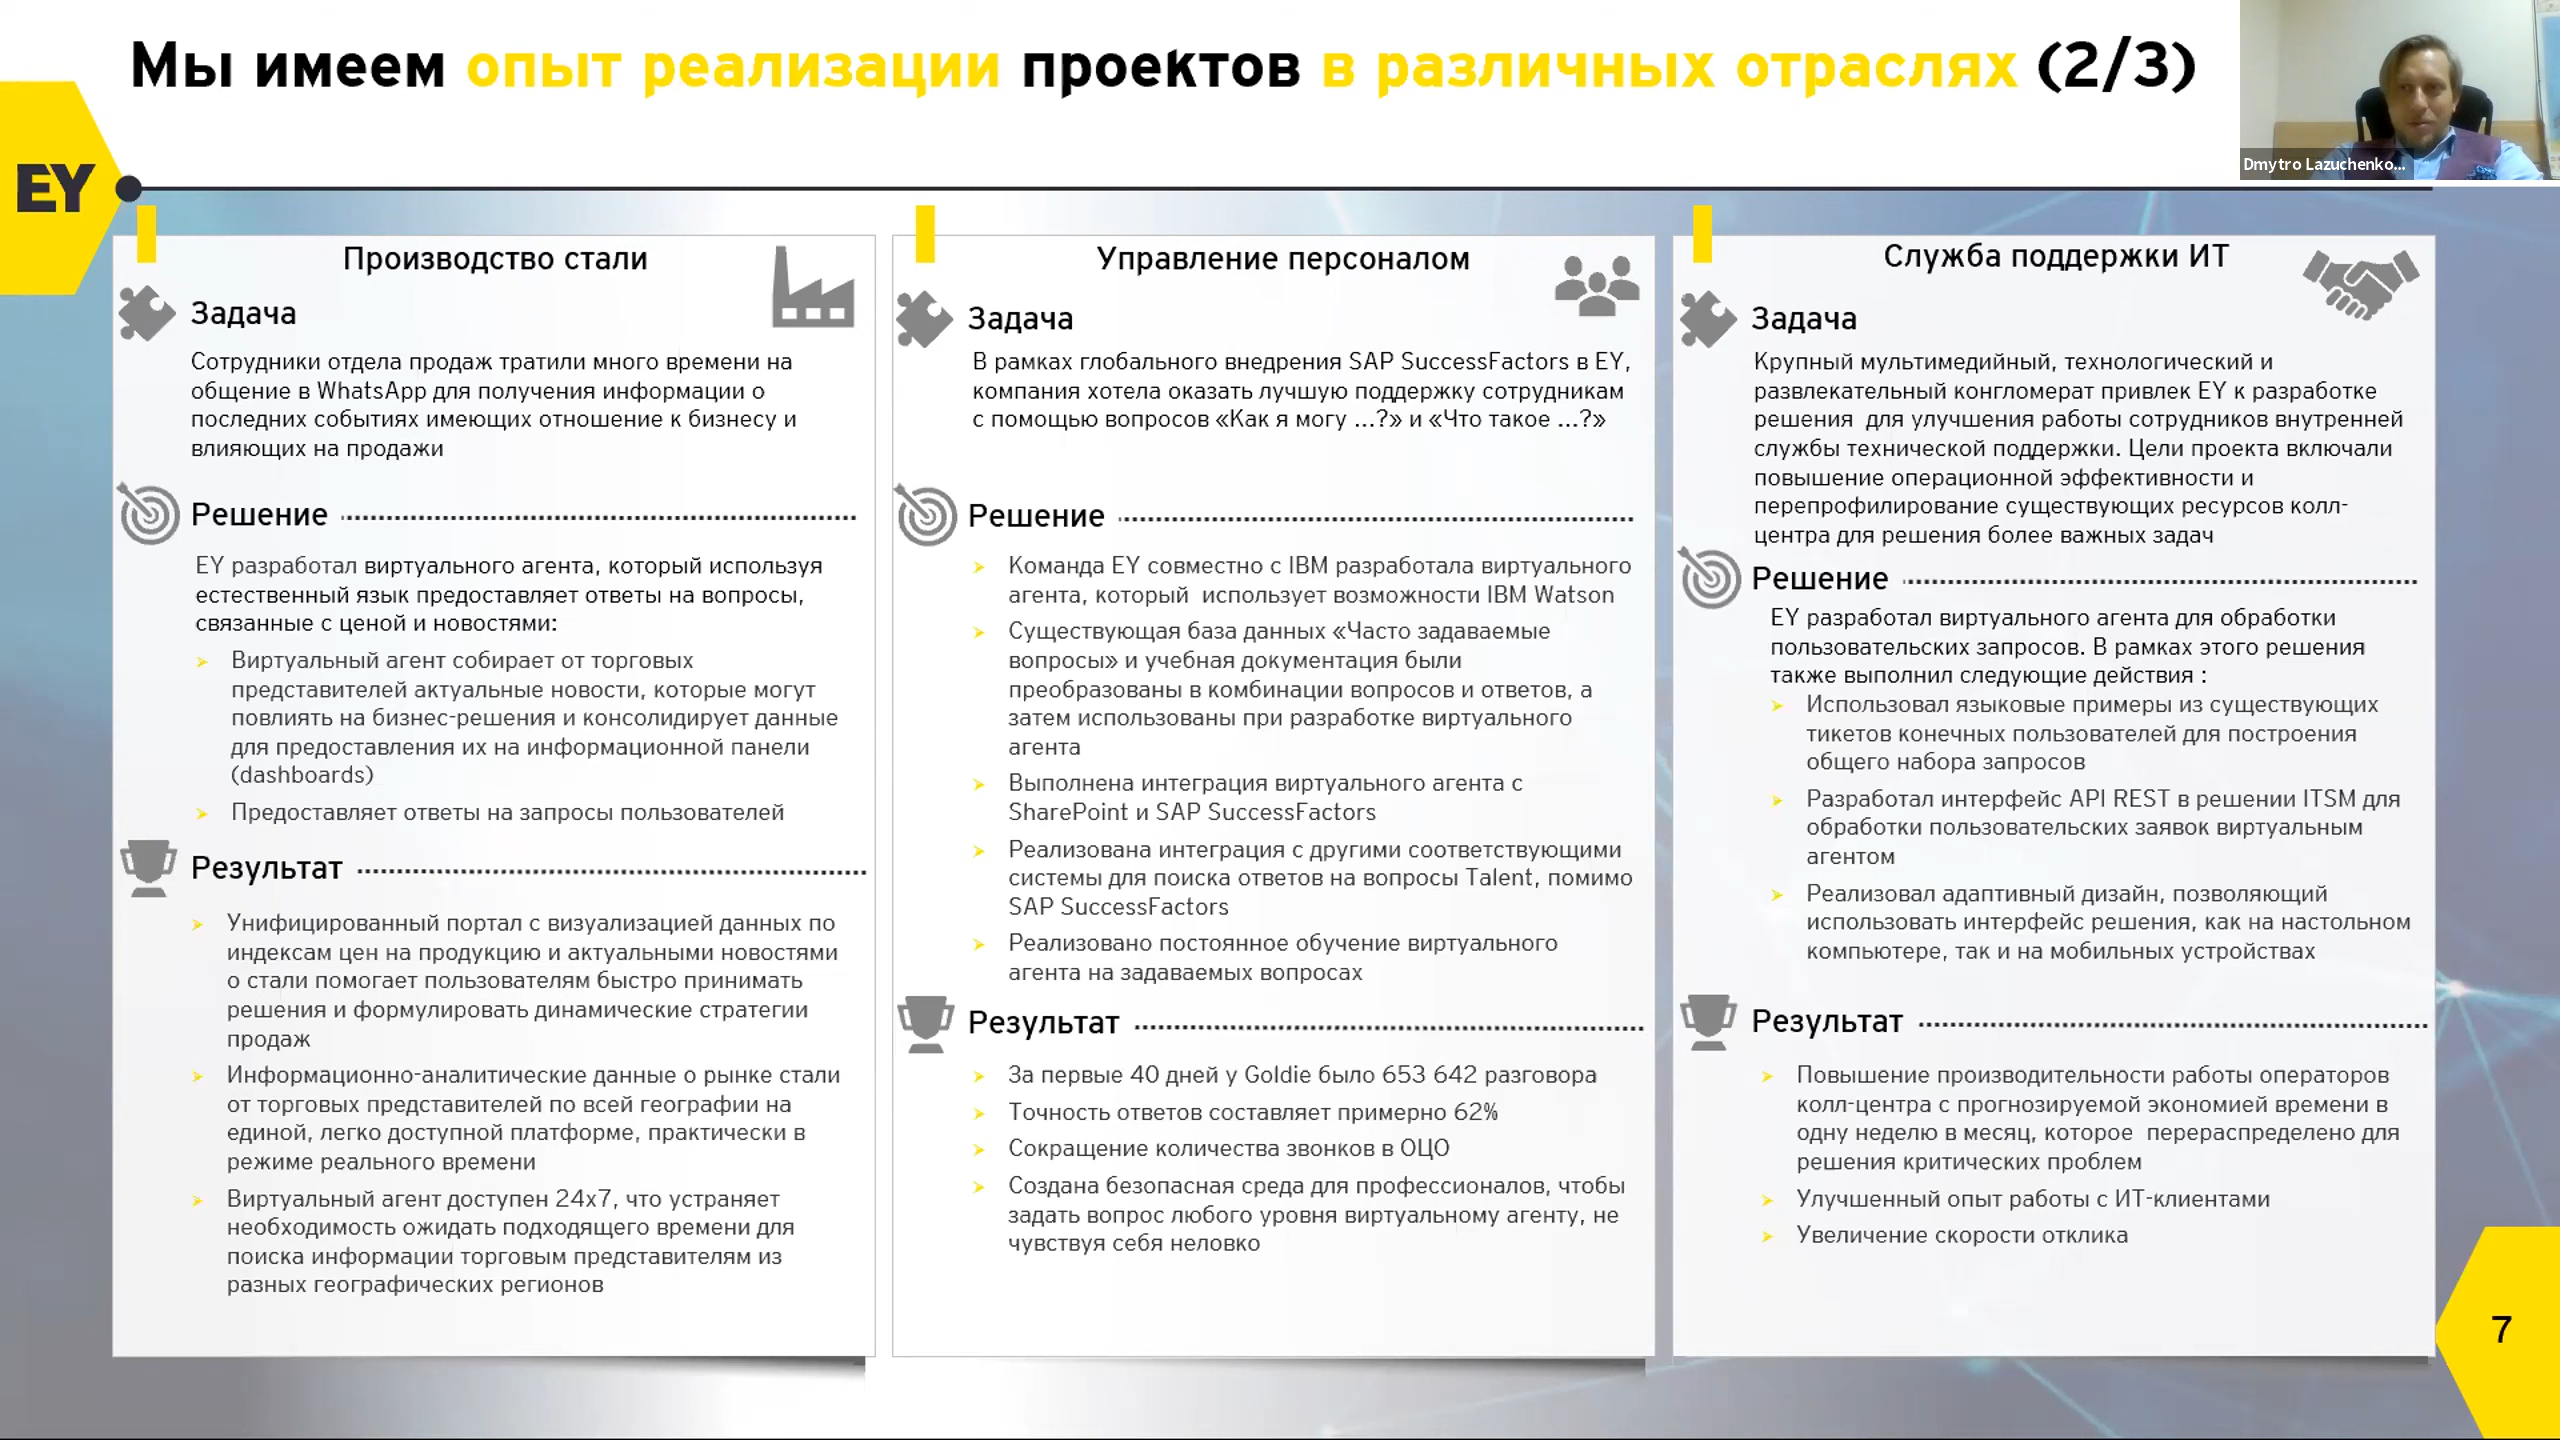 Мы имеем опыт реализации проектов в различных отраслях (2/3)
Dmytro Lazuchenko...
EY
Производство стали
Задача
Сотрудники отдела продаж тратили много времени на
общение в WhatsApp для получения информации о
последних событиях имеющих отношение к бизнесу и
влияющих на продажи
Решение
EY разработал виртуального агента, который используя
естественный язык предоставляет ответы на вопросы,
связанные с ценой и новостями:
Виртуальный агент собирает от торговых
представителей актуальные новости, которые могут
повлиять на бизнес-решения и консолидирует данные
для предоставления их на информационной панели
(dashboards)
Предоставляет ответы на запросы пользователей
Результат
Унифицированный портал с визуализацией данных по
индексам цен на продукцию и актуальными новостями
о стали помогает пользователям быстро принимать
решения и формулировать динамические стратегии
продаж
Информационно-аналитические данные о рынке стали
от торговых представителей по всей географии на
единой, легко доступной платформе, практически в
режиме реального времени
Виртуальный агент доступен 24x7, что устраняет
необходимость ожидать подходящего времени для
поиска информации торговым представителям из
разных географических регионов
Управление персоналом
Задача
В рамках глобального внедрения SAP SuccessFactors в EY,
компания хотела оказать лучшую поддержку сотрудникам
с помощью вопросов «Как я могу ...?» и «Что такое ...?»
Решение
Команда EY совместно с IBM разработала виртуального
агента, который  использует возможности IBM Watson
Существующая база данных «Часто задаваемые
вопросы» и учебная документация были
преобразованы в комбинации вопросов и ответов, а
затем использованы при разработке виртуального
агента
Выполнена интеграция виртуального агента с
SharePoint и SAP SuccessFactors
Реализована интеграция с другими соответствующими
системы для поиска ответов на вопросы Talent, помимо
SAP SuccessFactors
Реализовано постоянное обучение виртуального
агента на задаваемых вопросах
Результат
За первые 40 дней у Goldie было 653 642 разговора
Точность ответов составляет примерно 62%
Сокращение количества звонков в ОЦО
Создана безопасная среда для профессионалов, чтобы
задать вопрос любого уровня виртуальному агенту, не
чувствуя себя неловко
Служба поддержки ИТ
Задача
Крупный мультимедийный, технологический и
развлекательный конгломерат привлек EY к разработке
решения  для улучшения работы сотрудников внутренней
службы технической поддержки. Цели проекта включали
повышение операционной эффективности и
перепрофилирование существующих ресурсов колл-
центра для решения более важных задач
Решение
EY разработал виртуального агента для обработки
пользовательских запросов. В рамках этого решения
также выполнил следующие действия :
Использовал языковые примеры из существующих
тикетов конечных пользователей для построения
общего набора запросов
Разработал интерфейс API REST в решении ITSM для
обработки пользовательских заявок виртуальным
агентом
Реализовал адаптивный дизайн, позволяющий
использовать интерфейс решения, как на настольном
компьютере, так и на мобильных устройствах
Результат
Повышение производительности работы операторов
колл-центра с прогнозируемой экономией времени в
одну неделю в месяц, которое  перераспределено для
решения критических проблем
Улучшенный опыт работы с ИТ-клиентами
Увеличение скорости отклика
7